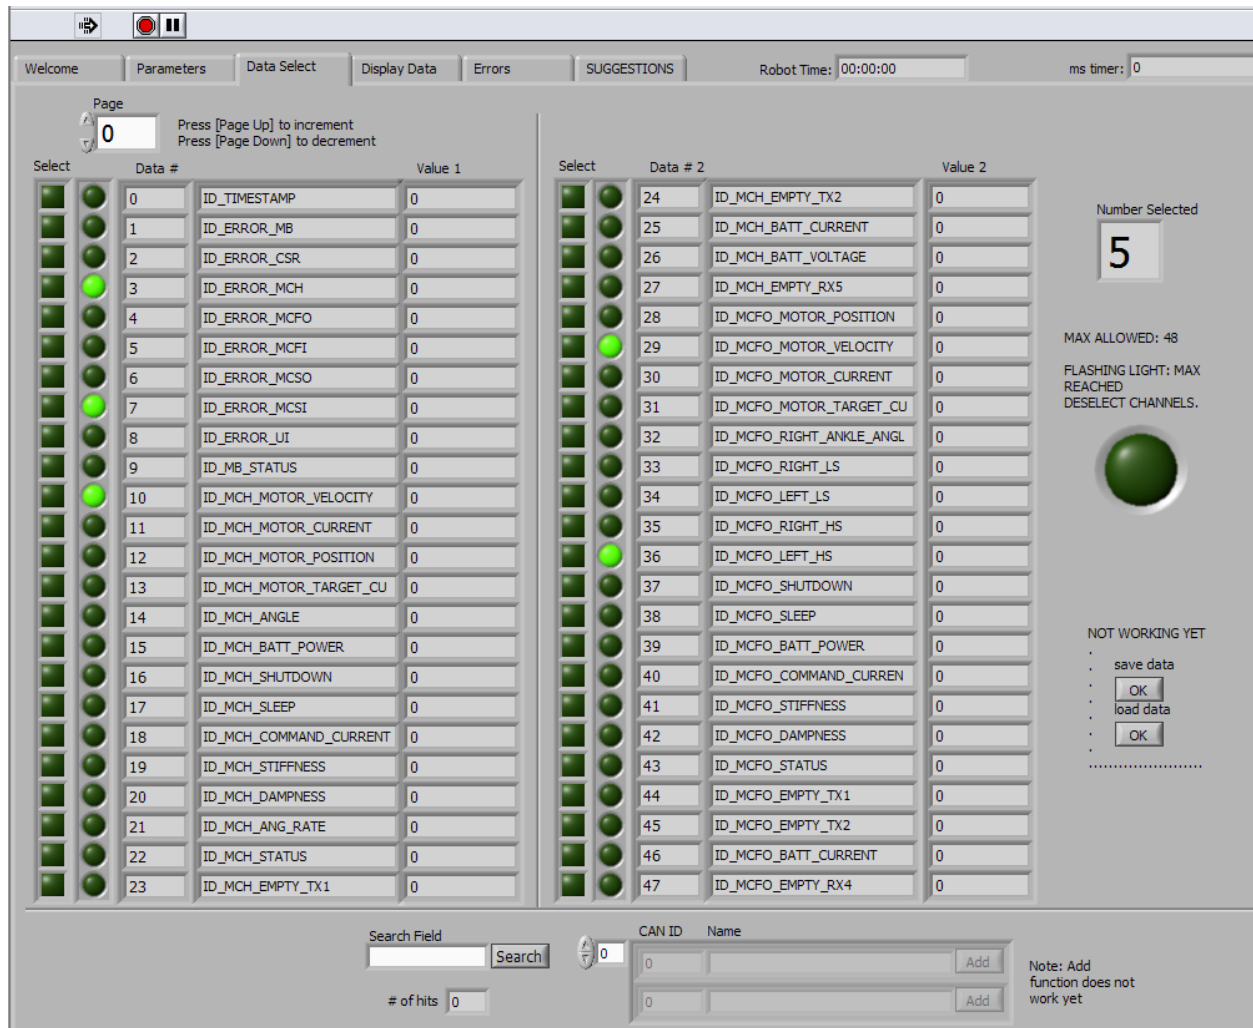 Welcome Parameters Data Select Display Data Errors SUGGESTIONS Robot Time: 00:00:00 ms timer: 0
Page
0
Press [Page Up] to increment
Press [Page Down] to decrement
Select Data # Value 1
0 ID_TIMESTAMP 0
1 ID_ERROR_MB 0
2 ID_ERROR_CSR 0
3 ID_ERROR_MCH 0
4 ID_ERROR_MCFO 0
5 ID_ERROR_MCFI 0
6 ID_ERROR_MCSO 0
7 ID_ERROR_MCSI 0
8 ID_ERROR_UI 0
9 ID_MB_STATUS 0
10 ID_MCH_MOTOR_VELOCITY 0
11 ID_MCH_MOTOR_CURRENT 0
12 ID_MCH_MOTOR_POSITION 0
13 ID_MCH_MOTOR_TARGET_CU 0
14 ID_MCH_ANGLE 0
15 ID_MCH_BATT_POWER 0
16 ID_MCH_SHUTDOWN 0
17 ID_MCH_SLEEP 0
18 ID_MCH_COMMAND_CURRENT 0
19 ID_MCH_STIFFNESS 0
20 ID_MCH_DAMPNESS 0
21 ID_MCH_ANG_RATE 0
22 ID_MCH_STATUS 0
23 ID_MCH_EMPTY_TX1 0
Select Data # 2 Value 2
24 ID_MCH_EMPTY_TX2 0
25 ID_MCH_BATT_CURRENT 0
26 ID_MCH_BATT_VOLTAGE 0
27 ID_MCH_EMPTY_RX5 0
28 ID_MCFO_MOTOR_POSITION 0
29 ID_MCFO_MOTOR_VELOCITY 0
30 ID_MCFO_MOTOR_CURRENT 0
31 ID_MCFO_MOTOR_TARGET_CU 0
32 ID_MCFO_RIGHT_ANKLE_ANGL 0
33 ID_MCFO_RIGHT_LS 0
34 ID_MCFO_LEFT_LS 0
35 ID_MCFO_RIGHT_HS 0
36 ID_MCFO_LEFT_HS 0
37 ID_MCFO_SHUTDOWN 0
38 ID_MCFO_SLEEP 0
39 ID_MCFO_BATT_POWER 0
40 ID_MCFO_COMMAND_CURREN 0
41 ID_MCFO_STIFFNESS 0
42 ID_MCFO_DAMPNESS 0
43 ID_MCFO_STATUS 0
44 ID_MCFO_EMPTY_TX1 0
45 ID_MCFO_EMPTY_TX2 0
46 ID_MCFO_BATT_CURRENT 0
47 ID_MCFO_EMPTY_RX4 0
Number Selected
5
MAX ALLOWED: 48
FLASHING LIGHT: MAX
REACHED
DESELECT CHANNELS.
NOT WORKING YET
save data
OK
load data
OK
Search Field
Search
# of hits 0
0
CAN ID Name
0 Add
0 Add
Note: Add
function does not
work yet